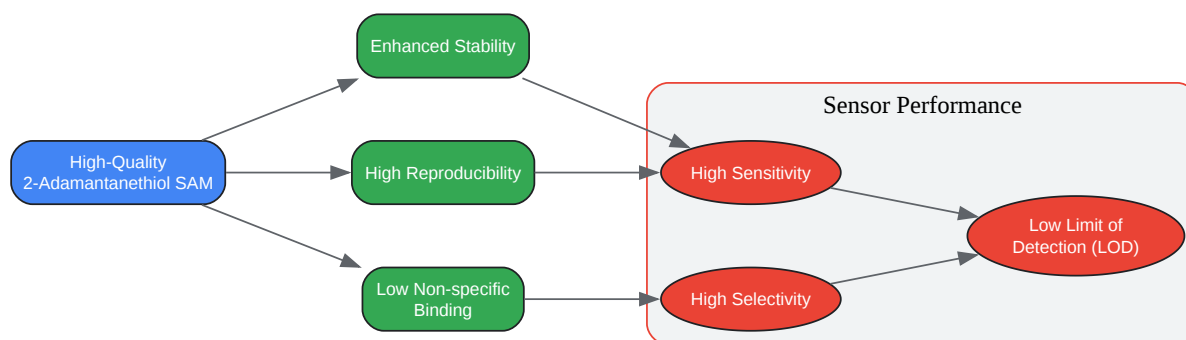 Enhanced Stability
Sensor Performance
High-Quality
2-Adamantanethiol SAM
High Reproducibility
High Sensitivity
Low Limit of
Detection (LOD)
Low Non-specific
Binding
High Selectivity